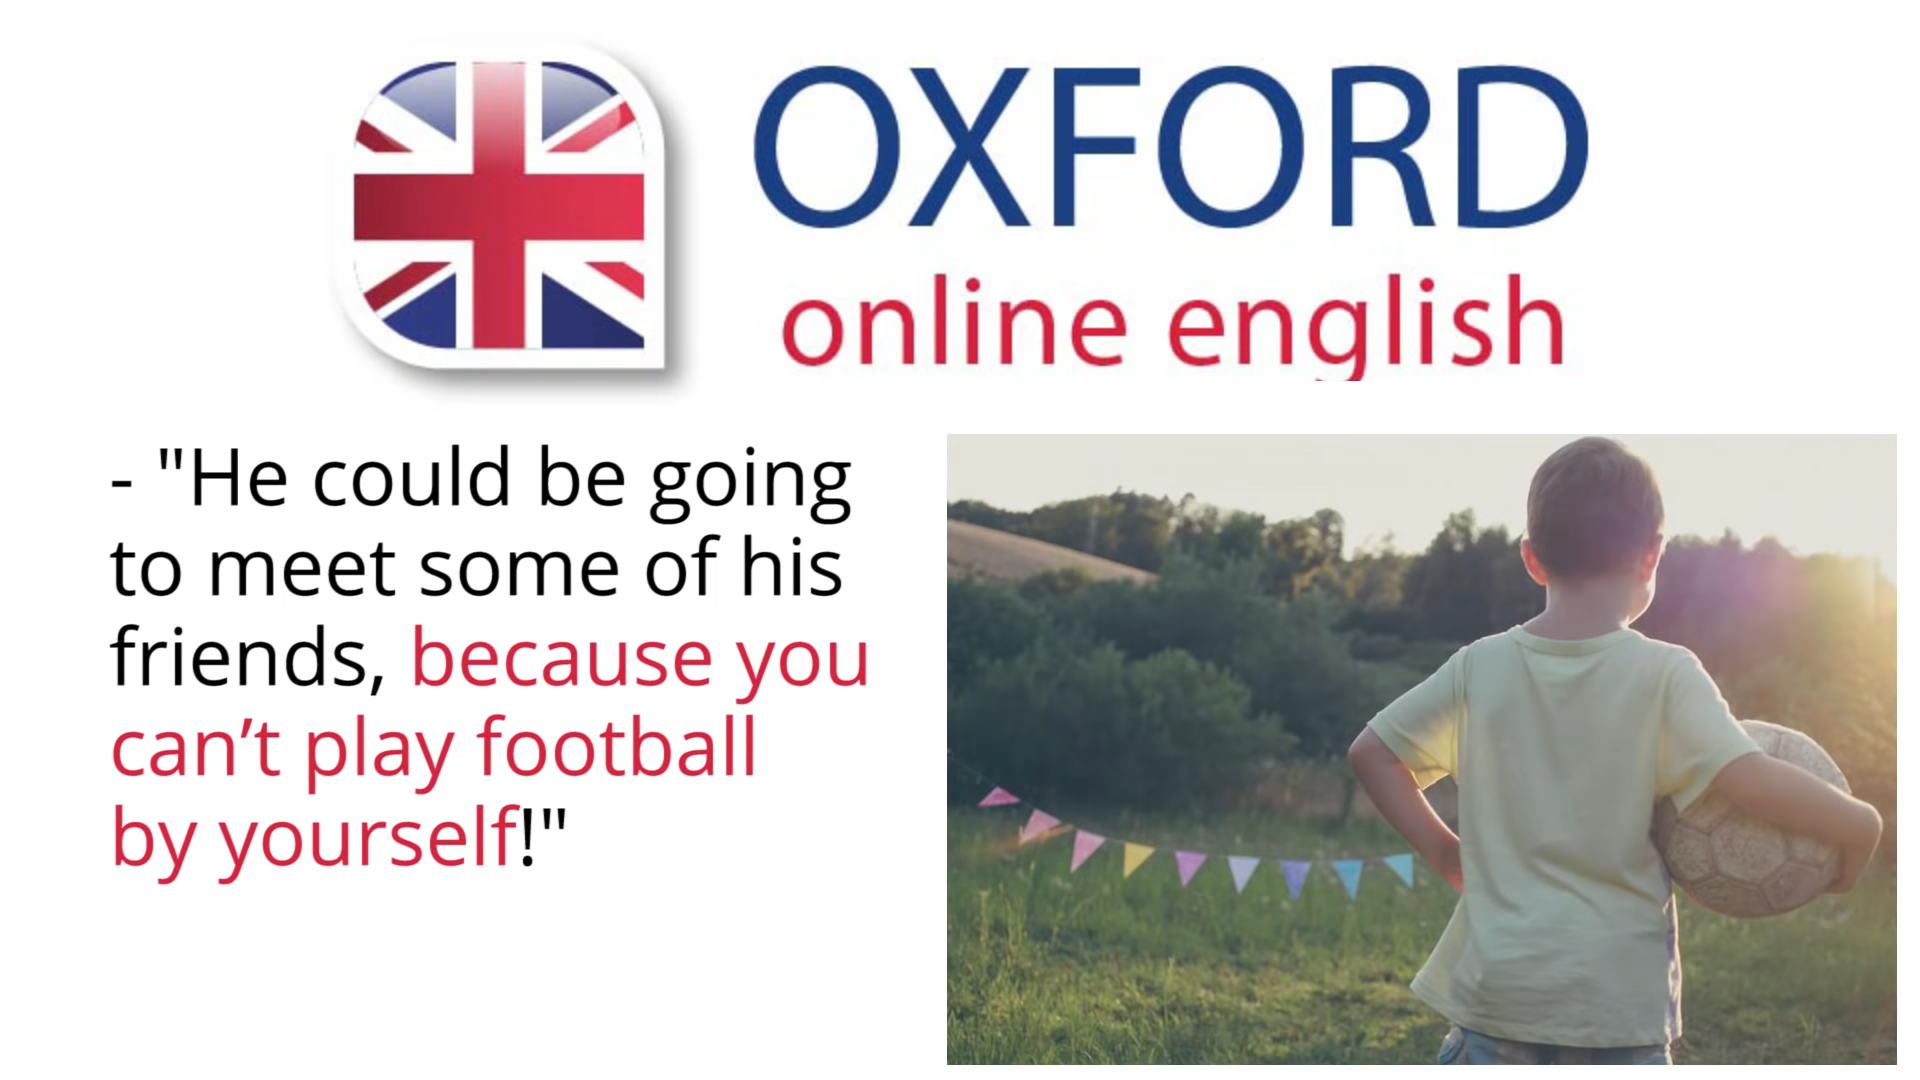 OXFORD
online english
- "He could be going
to meet some of his
friends, because you
can’t play football
by yourself!"